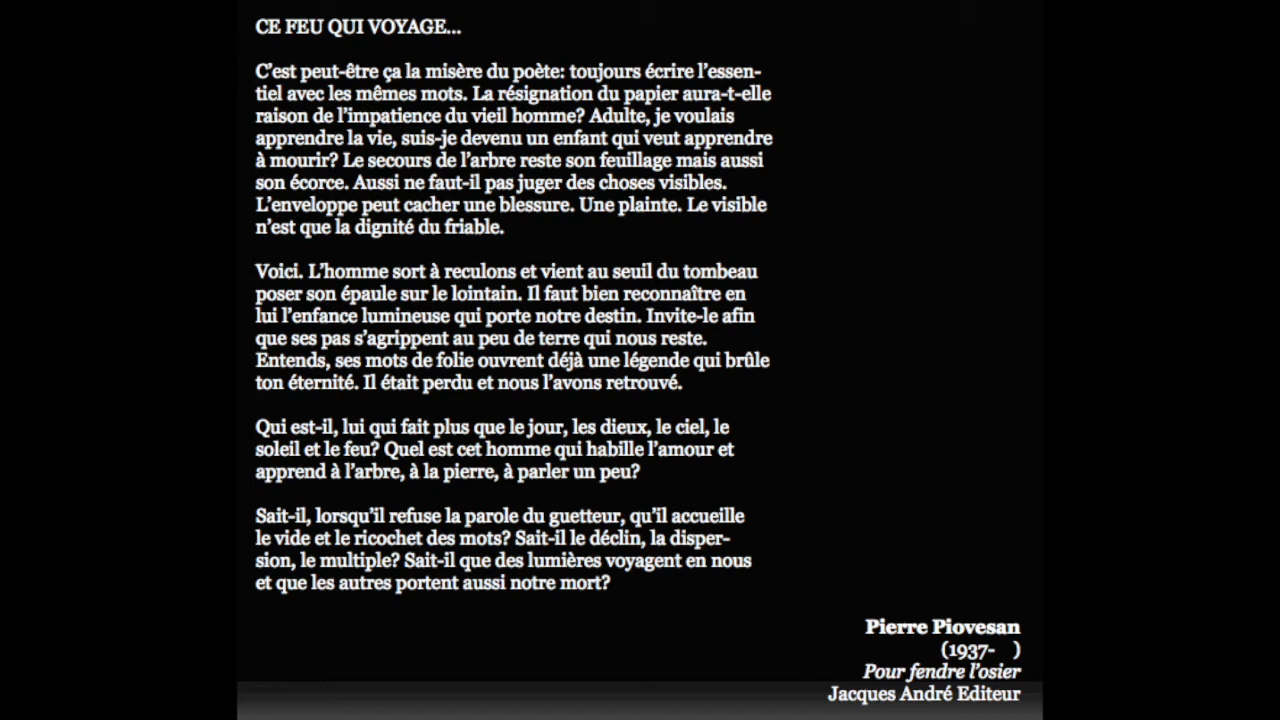 CE FEU QUI VOYAGE...
C'est peut-être ça la misère du poète: toujours écrire l'essen-
tiel avec les mêmes mots. La résignation du papier aura-t-elle
raison de l'impatience du vieil homme? Adulte, je voulais
apprendre la vie, suis-je devenu un enfant qui veut apprendre
à mourir? Le secours de l'arbre reste son feuillage mais aussi
son écorce. Aussi ne faut-il pas juger des choses visibles.
L'enveloppe peut cacher une blessure. Une plainte. Le visible
n'est que la dignité du friable.
Voici. L'homme sort à reculons et vient au seuil du tombeau
poser son épaule sur le lointain. Il faut bien reconnaître en
lui l'enfance lumineuse qui porte notre destin. Invite-le afin
que ses pas s'agrippent au peu de terre qui nous reste.
Entends, ses mots de folie ouvrent déjà une légende qui brûle
ton éternité. Il était perdu et nous l'avons retrouvé.
Qui est-il, lui qui fait plus que le jour, les dieux, le ciel, le
soleil et le feu? Quel est cet homme qui habille l'amour et
apprend à l'arbre, à la pierre, à parler un peu?
Sait-il, lorsqu'il refuse la parole du guetteur, qu'il accueille
le vide et le ricochet des mots? Sait-il le déclin, la disper-
sion, le multiple? Sait-il que des lumières voyagent en nous
et que les autres portent aussi notre mort?
Pierre Piovesan
(1937-   )
Pour fendre l'osier
Jacques André Editeur